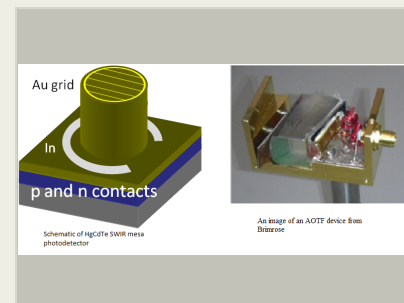 Au grid
In
p and n contacts
Schematic of HgCdTe SWIR mesa
photodetector
An image of an AOTF device from
Brimrose